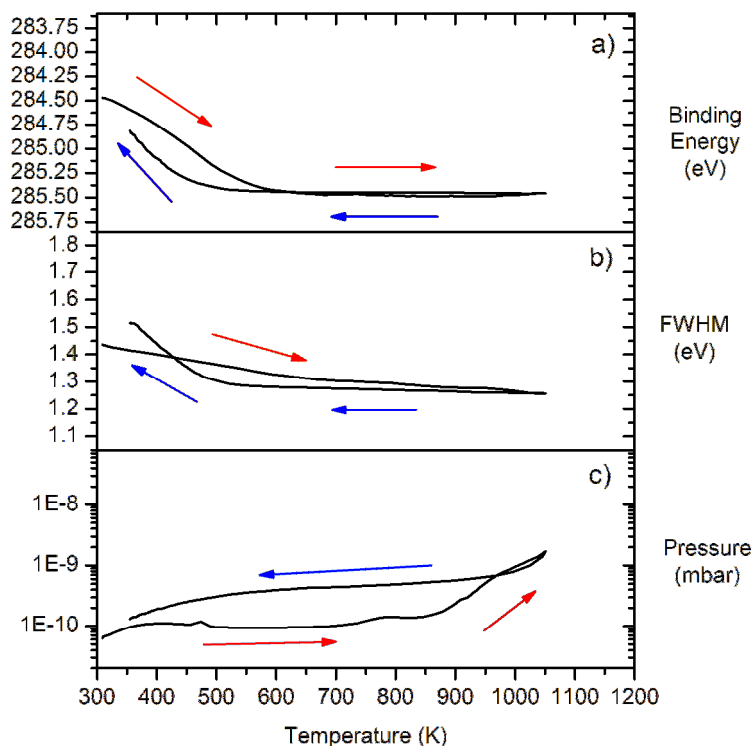 283.75
284.00
284.25
284.50
284.75
285.00
285.25
285.50
285.75
a)
Binding
Energy
(eV)
1.8
1.7
1.6
1.5
1.4
1.3
1.2
1.1
b)
FWHM
(eV)
1E-8
1E-9
1E-10
c)
Pressure
(mbar)
300 400 500 600 700 800 900 1000 1100 1200
Temperature (K)